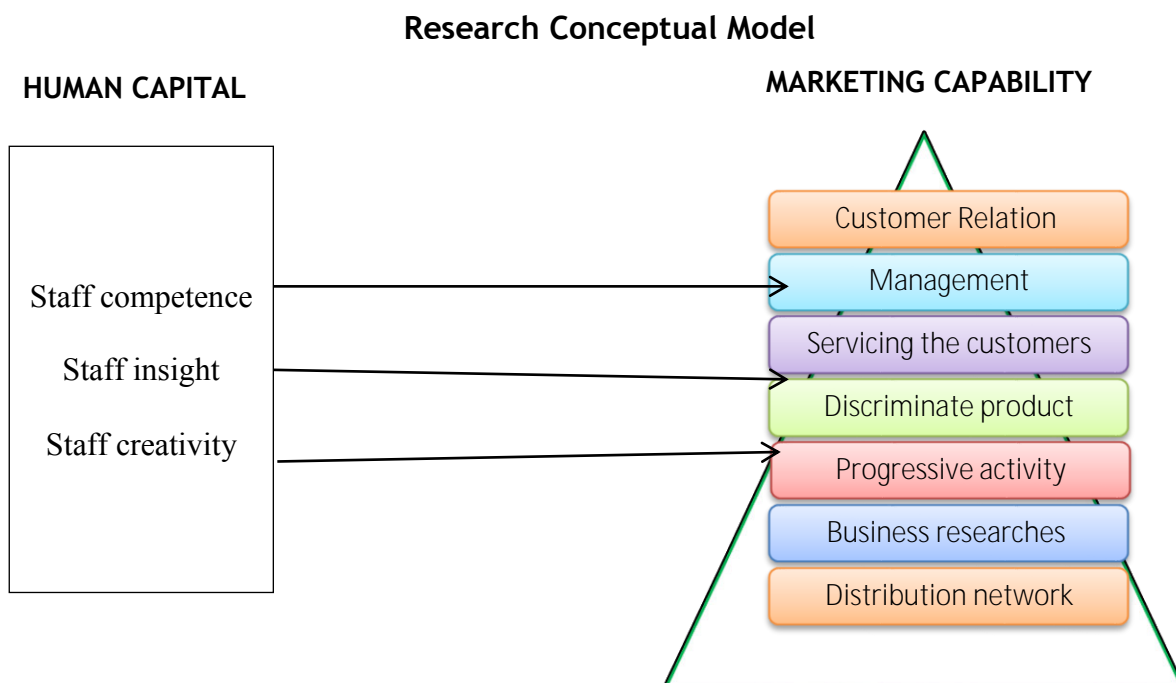 Research Conceptual Model
HUMAN CAPITAL
MARKETING CAPABILITY
Staff competence
Staff insight
Staff creativity
Customer Relation
Management
Servicing the customers
Discriminate product
Progressive activity
Business researches
Distribution network